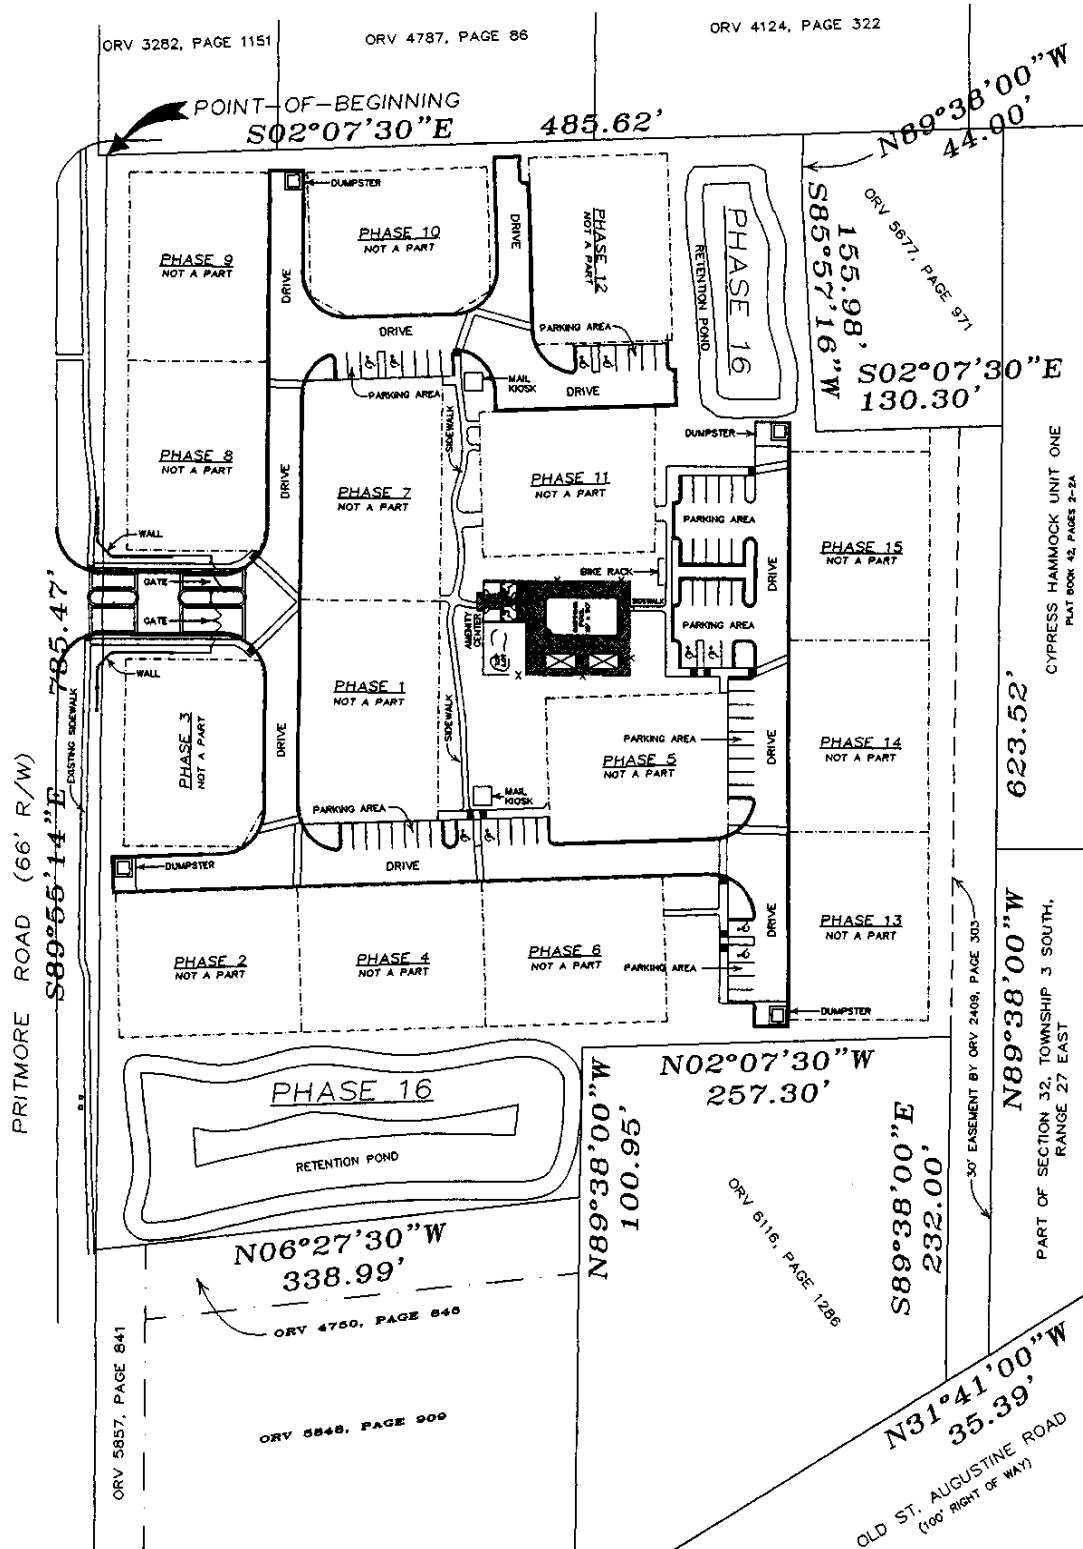 ORV 3282, PAGE 1151
ORV 4787, PAGE 86
ORV 4124, PAGE 322
POINT-OF-BEGINNING
S02°07'30"E 485.62'
N89°38'00"W
44.00'
ORV 5677, PAGE 971
S85°57'16"W
155.98'
S02°07'30"E
130.30'
PHASE 9
NOT A PART
DUMPSTER
PHASE 10
NOT A PART
DRIVE
PHASE 12
NOT A PART
PHASE 16
RETENTION POND
DRIVE
DRIVE
PARKING AREA
PARKING AREA
MAIL
KIOSK
DRIVE
DUMPSTER
SIDEWALK
PHASE 8
NOT A PART
DRIVE
PHASE 7
NOT A PART
PHASE 11
NOT A PART
PARKING AREA
PHASE 15
NOT A PART
DRIVE
WALL
GATE
GATE
WALL
BIKE RACK
SIDEWALK
AMENITY
CENTER
PARKING AREA
CYPRESS HAMMOCK UNIT ONE
PLAT BOOK 42, PAGES 2-2A
PRITMORE ROAD (66' R/W)
S89°55'14"E 785.47'
EXISTING SIDEWALK
PHASE 3
NOT A PART
DRIVE
PHASE 1
NOT A PART
SIDEWALK
PARKING AREA
PHASE 5
NOT A PART
DRIVE
PHASE 14
NOT A PART
MAIL
KIOSK
PARKING AREA
DUMPSTER
DRIVE
N89°38'00"W 623.52'
PHASE 2
NOT A PART
PHASE 4
NOT A PART
PHASE 6
NOT A PART
PARKING AREA
DRIVE
PHASE 13
NOT A PART
DUMPSTER
30' EASEMENT BY ORV 2409, PAGE 303
PART OF SECTION 32, TOWNSHIP 3 SOUTH,
RANGE 27 EAST
PHASE 16
RETENTION POND
N02°07'30"W
257.30'
N89°38'00"W
100.95'
S89°38'00"E
232.00'
ORV 6116, PAGE 1286
N06°27'30"W
338.99'
ORV 4750, PAGE 845
ORV 5857, PAGE 841
ORV 5848, PAGE 909
N31°41'00"W
35.39'
OLD ST. AUGUSTINE ROAD
(100' RIGHT OF WAY)